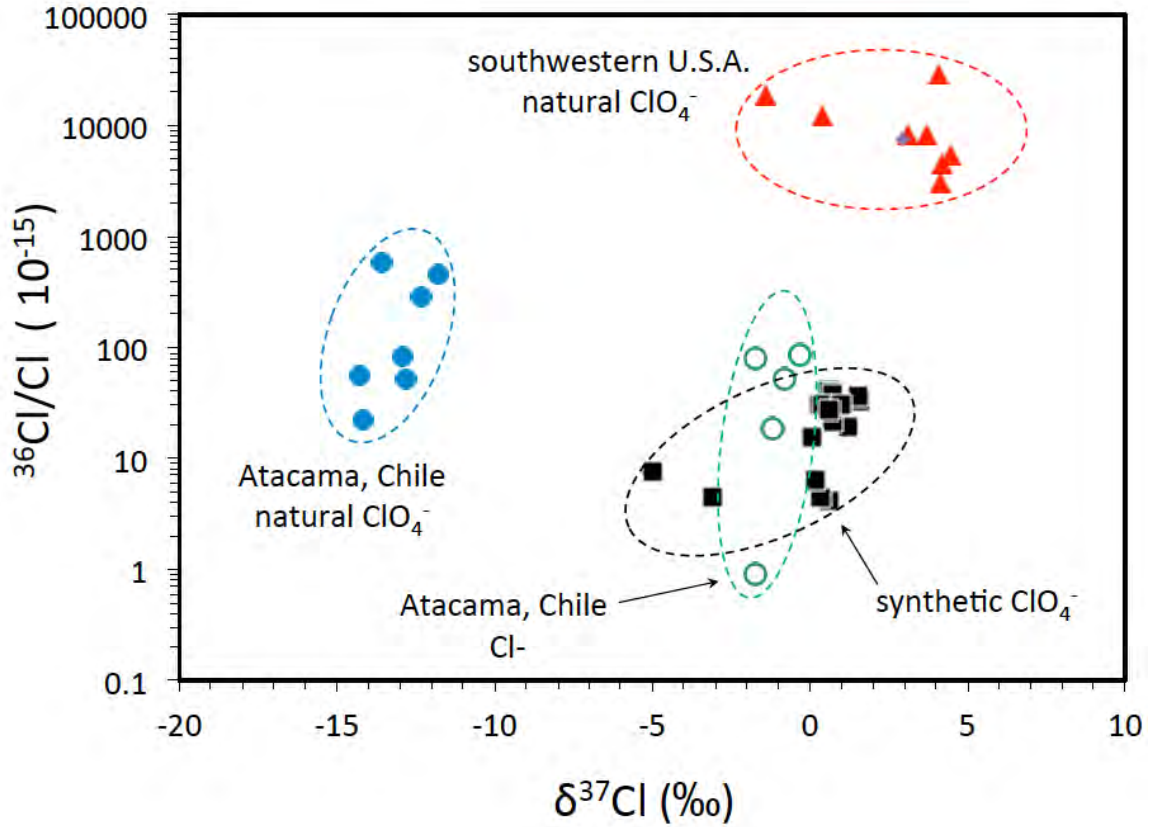 100000
10000
1000
100
10
1
0.1
³⁶Cl/Cl ( 10⁻¹⁵)
southwestern U.S.A.
natural ClO₄⁻
Atacama, Chile
natural ClO₄⁻
Atacama, Chile
Cl-
synthetic ClO₄⁻
-20 -15 -10 -5 0 5 10
δ³⁷Cl (‰)